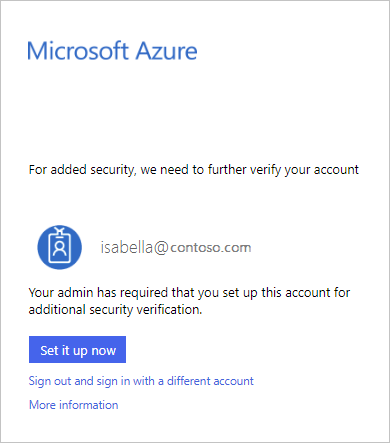 Microsoft Azure
For added security, we need to further verify your account
isabella@contoso.com
Your admin has required that you set up this account for
additional security verification.
Set it up now
Sign out and sign in with a different account
More information